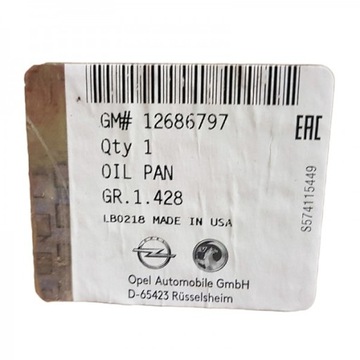 GM# 12686797
Qty 1
OIL PAN
GR.1.428
LB0218 MADE IN USA
Opel Automobile GmbH
D-65423 Rüsselsheim
EAC
S574115449